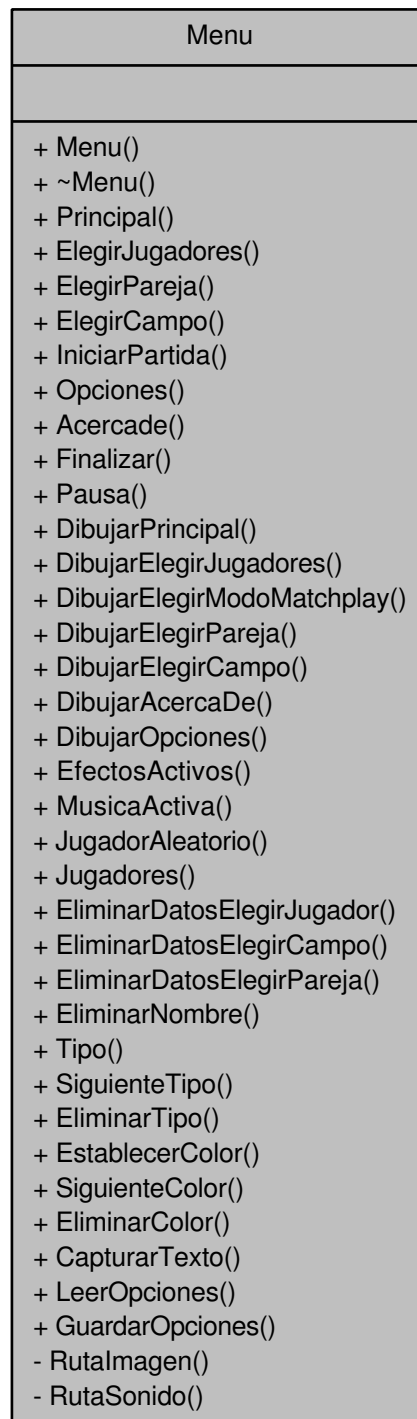 Menu
+ Menu()
+ ~Menu()
+ Principal()
+ ElegirJugadores()
+ ElegirPareja()
+ ElegirCampo()
+ IniciarPartida()
+ Opciones()
+ Acercade()
+ Finalizar()
+ Pausa()
+ DibujarPrincipal()
+ DibujarElegirJugadores()
+ DibujarElegirModoMatchplay()
+ DibujarElegirPareja()
+ DibujarElegirCampo()
+ DibujarAcercaDe()
+ DibujarOpciones()
+ EfectosActivos()
+ MusicaActiva()
+ JugadorAleatorio()
+ Jugadores()
+ EliminarDatosElegirJugador()
+ EliminarDatosElegirCampo()
+ EliminarDatosElegirPareja()
+ EliminarNombre()
+ Tipo()
+ SiguienteTipo()
+ EliminarTipo()
+ EstablecerColor()
+ SiguienteColor()
+ EliminarColor()
+ CapturarTexto()
+ LeerOpciones()
+ GuardarOpciones()
- RutaImagen()
- RutaSonido()